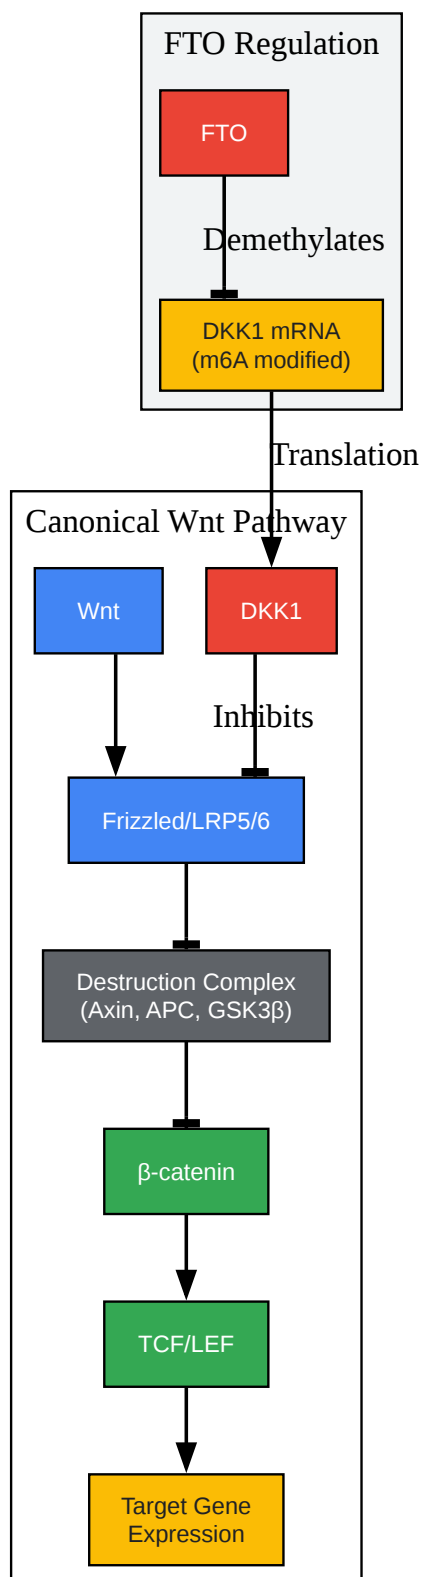 FTO Regulation
FTO
Demethylates
DKK1 mRNA
(m6A modified)
Translation
Canonical Wnt Pathway
Wnt
DKK1
Inhibits
Frizzled/LRP5/6
Destruction Complex
(Axin, APC, GSK3β)
β-catenin
TCF/LEF
Target Gene
Expression